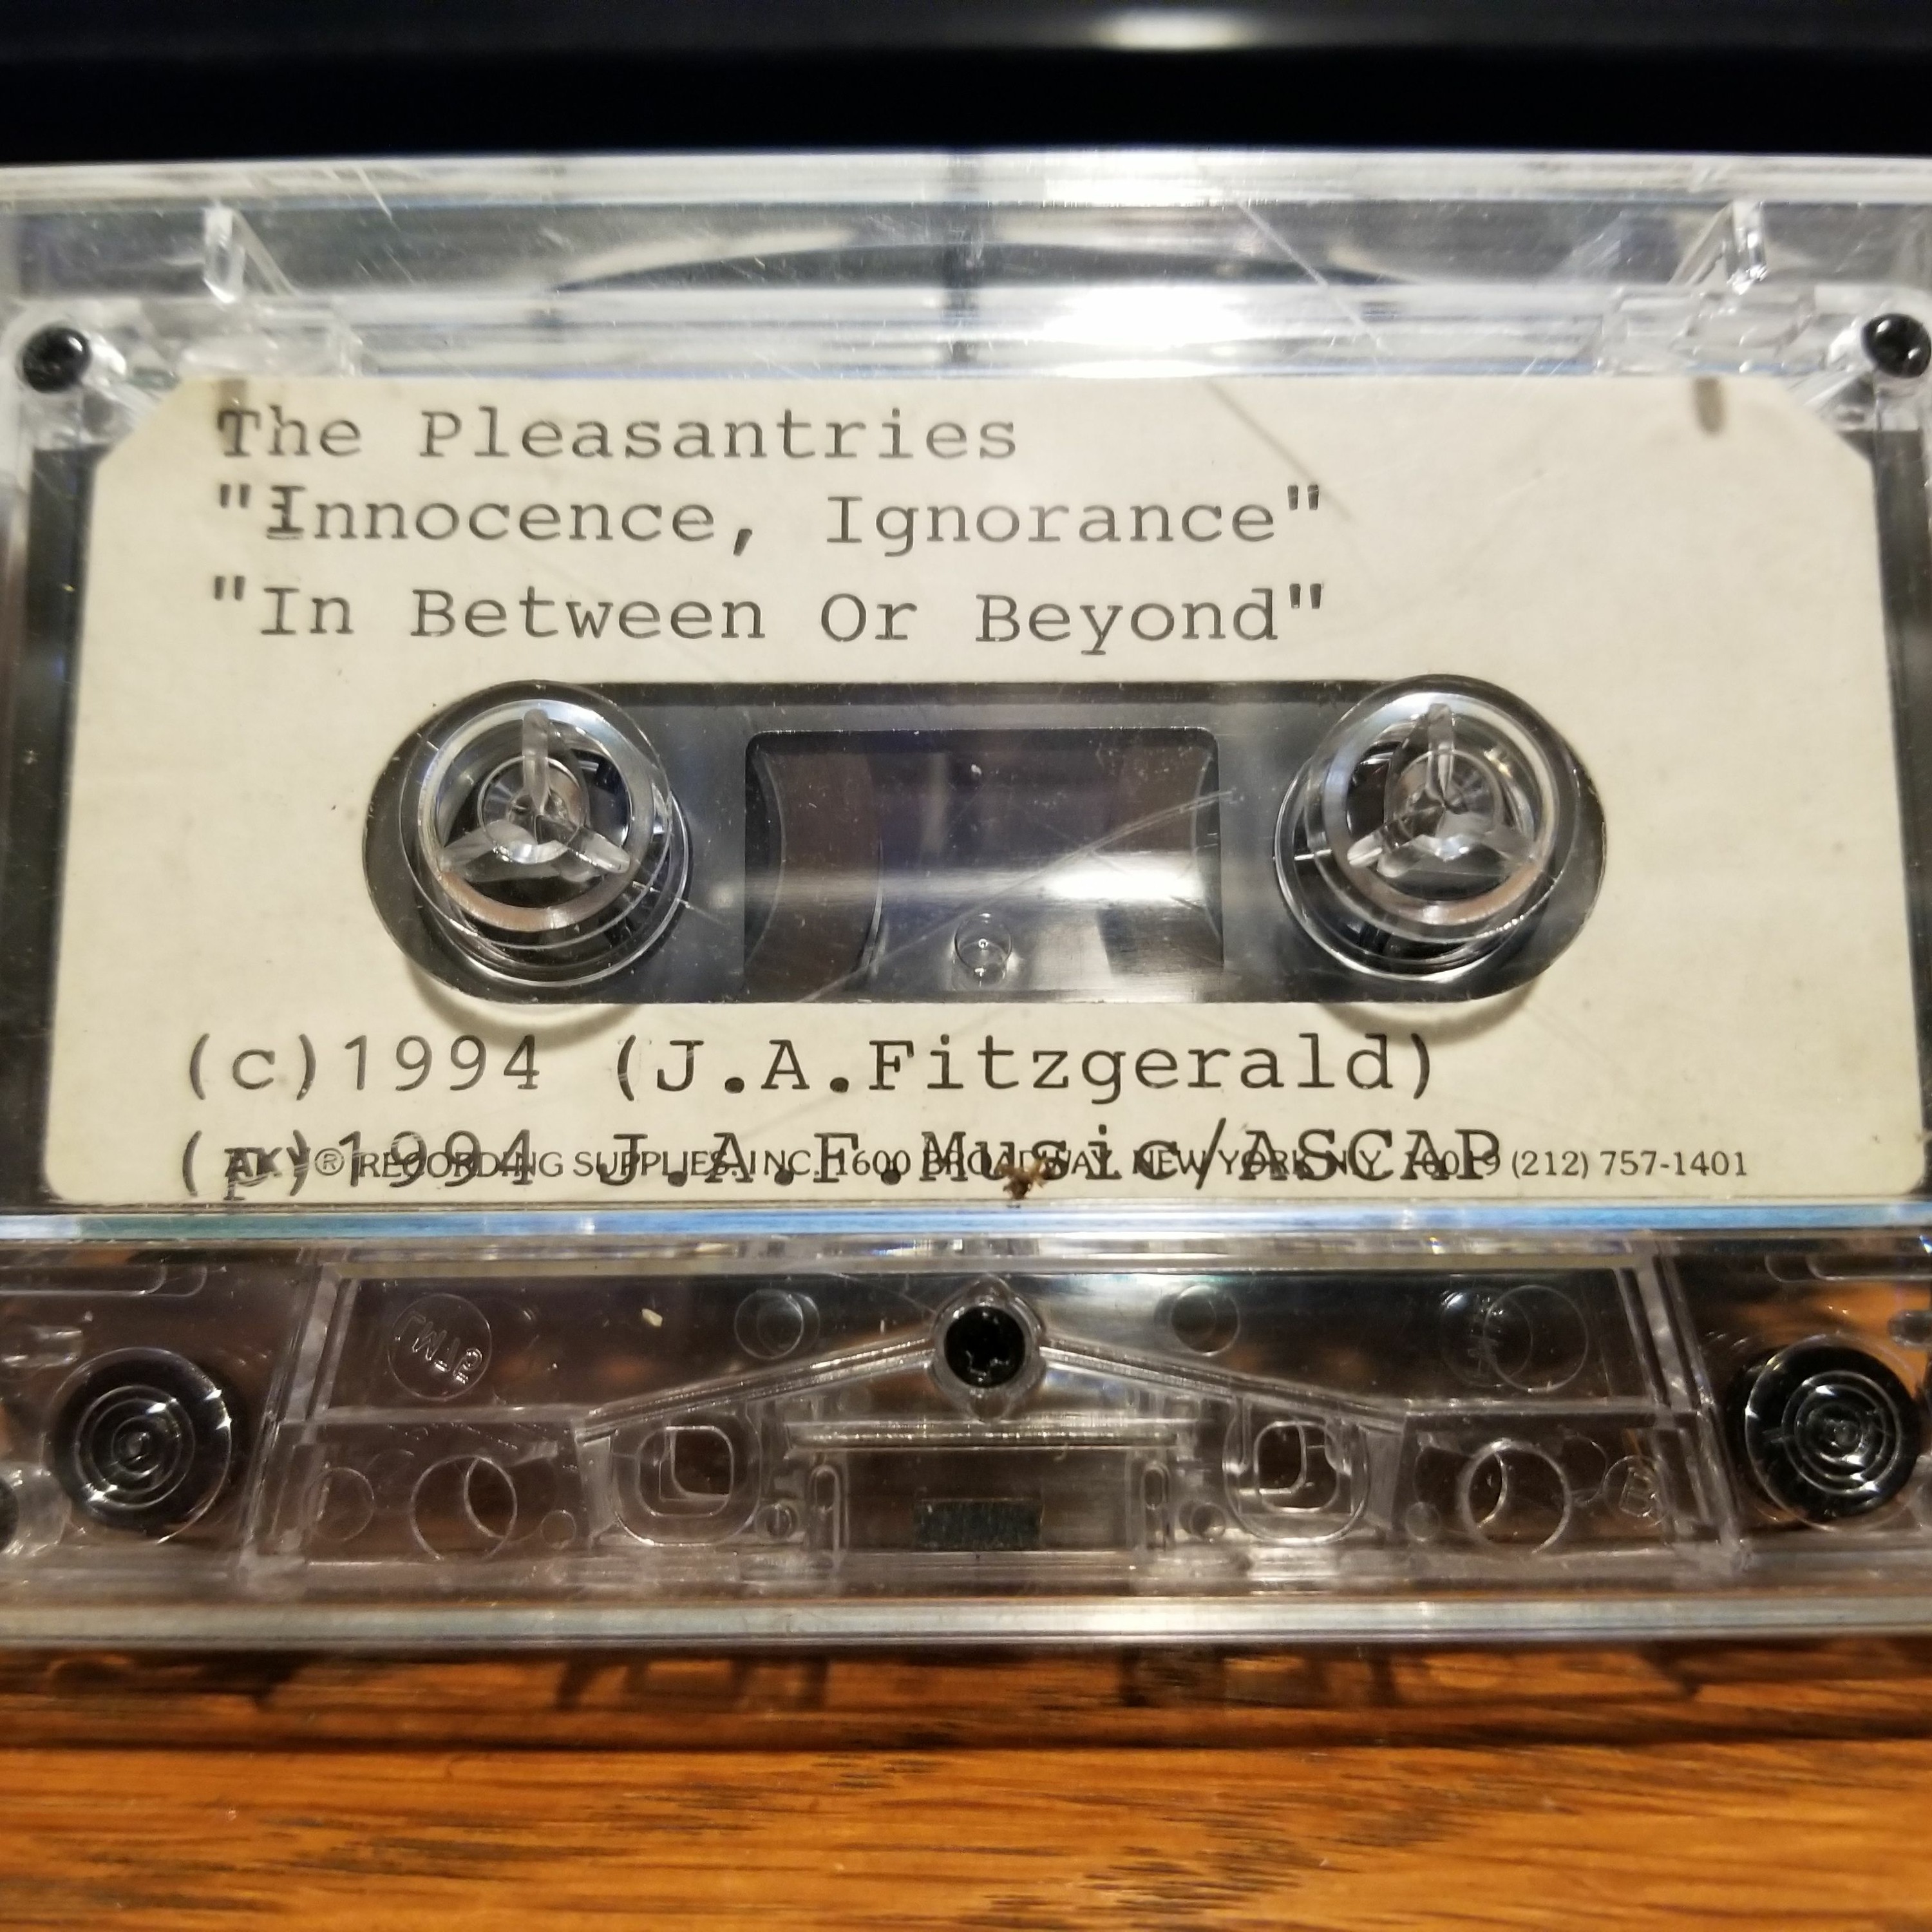 The Pleasantries
"Innocence, Ignorance"
"In Between Or Beyond"
(c)1994 (J.A.Fitzgerald)
(p)1994 J.A.F.Music/ASCAP
® RECORDING SUPPLIES, INC. 1600 BROADWAY, NEW YORK, N.Y. 10019 (212) 757-1401